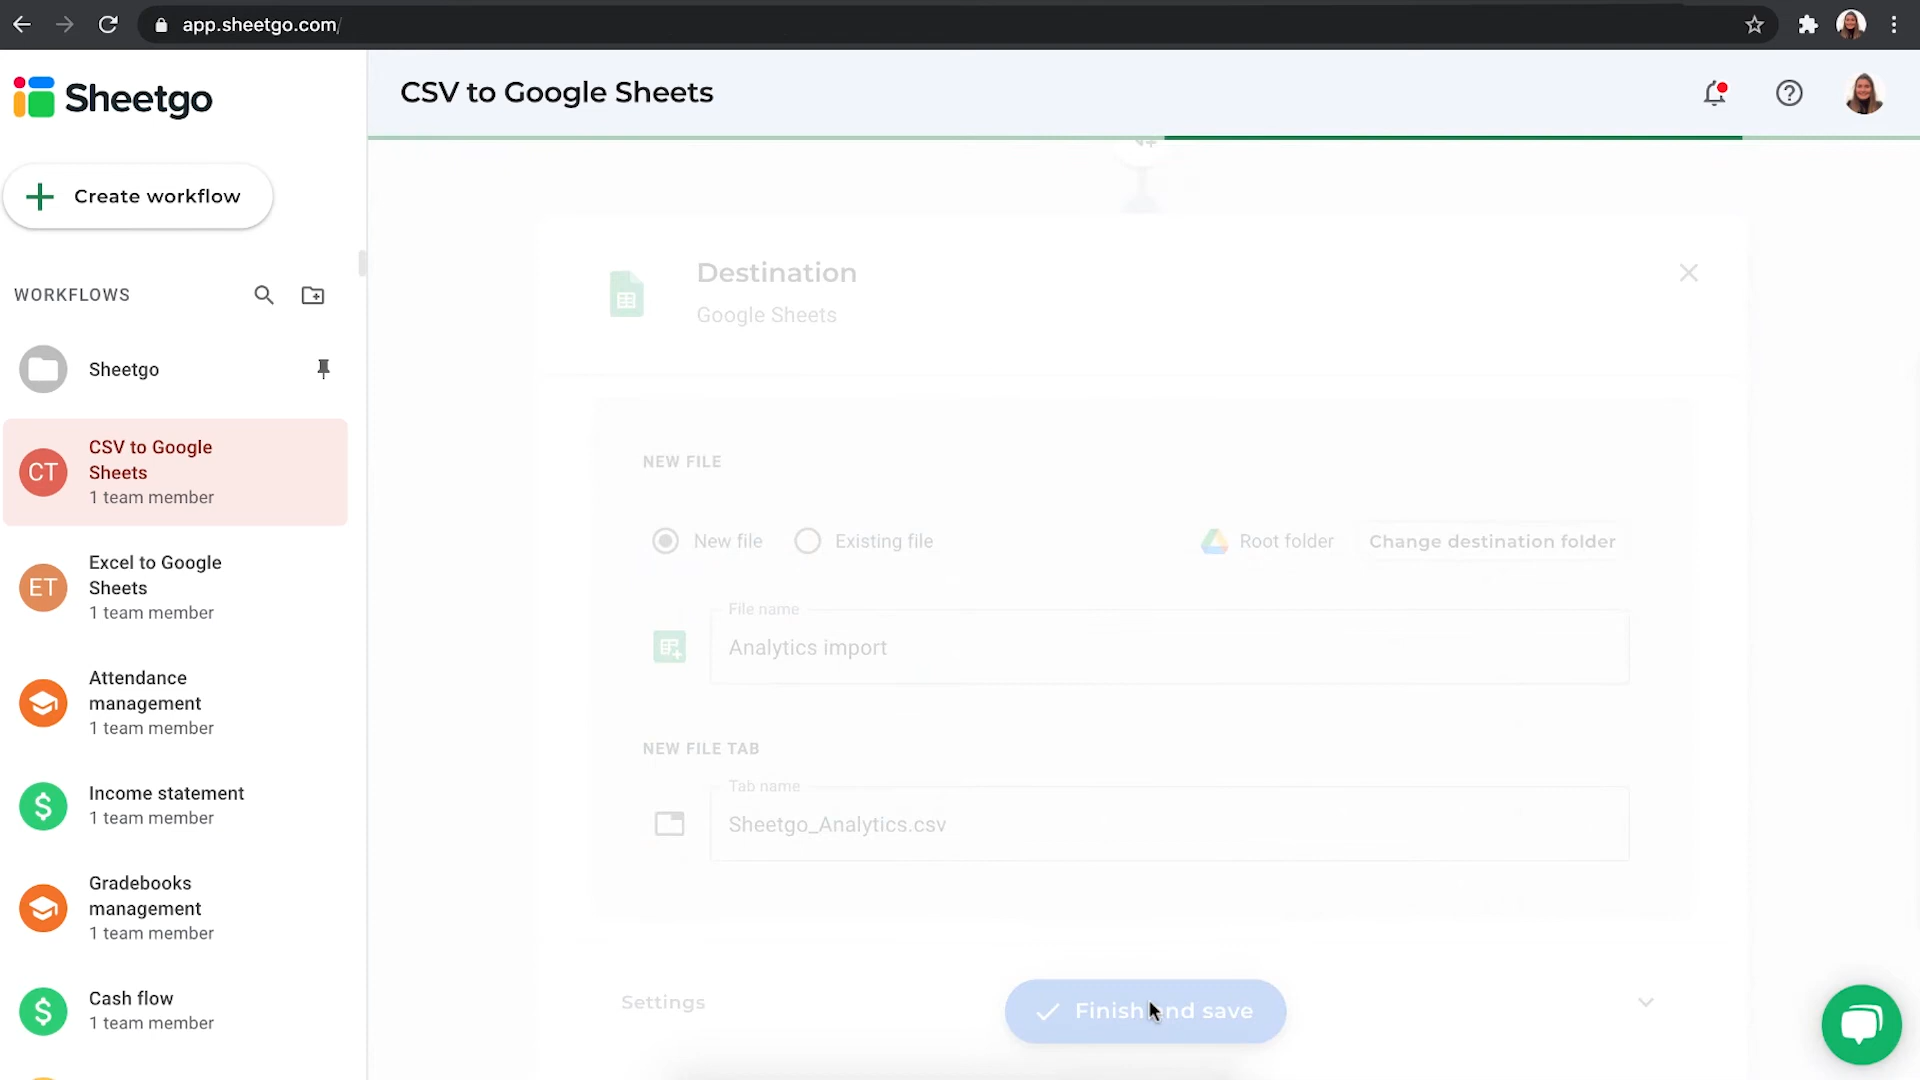 app.sheetgo.com/
Sheetgo
CSV to Google Sheets
Create workflow
WORKFLOWS
Sheetgo
CT
CSV to Google
Sheets
1 team member
ET
Excel to Google
Sheets
1 team member
Attendance
management
1 team member
$
Income statement
1 team member
Gradebooks
management
1 team member
$
Cash flow
1 team member
Destination
Google Sheets
NEW FILE
New file
Existing file
Root folder
Change destination folder
File name
Analytics import
NEW FILE TAB
Tab name
Sheetgo_Analytics.csv
Settings
Finish and save